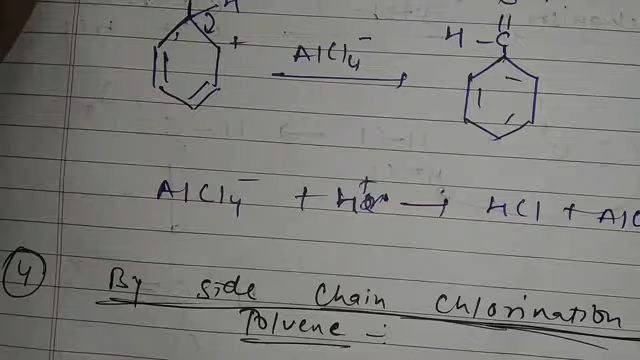 H
+ AlCl4⁻
H - C
AlCl4⁻ + H⁺ → HCl + AlC
4 By side Chain Chlorination
Toluene :-